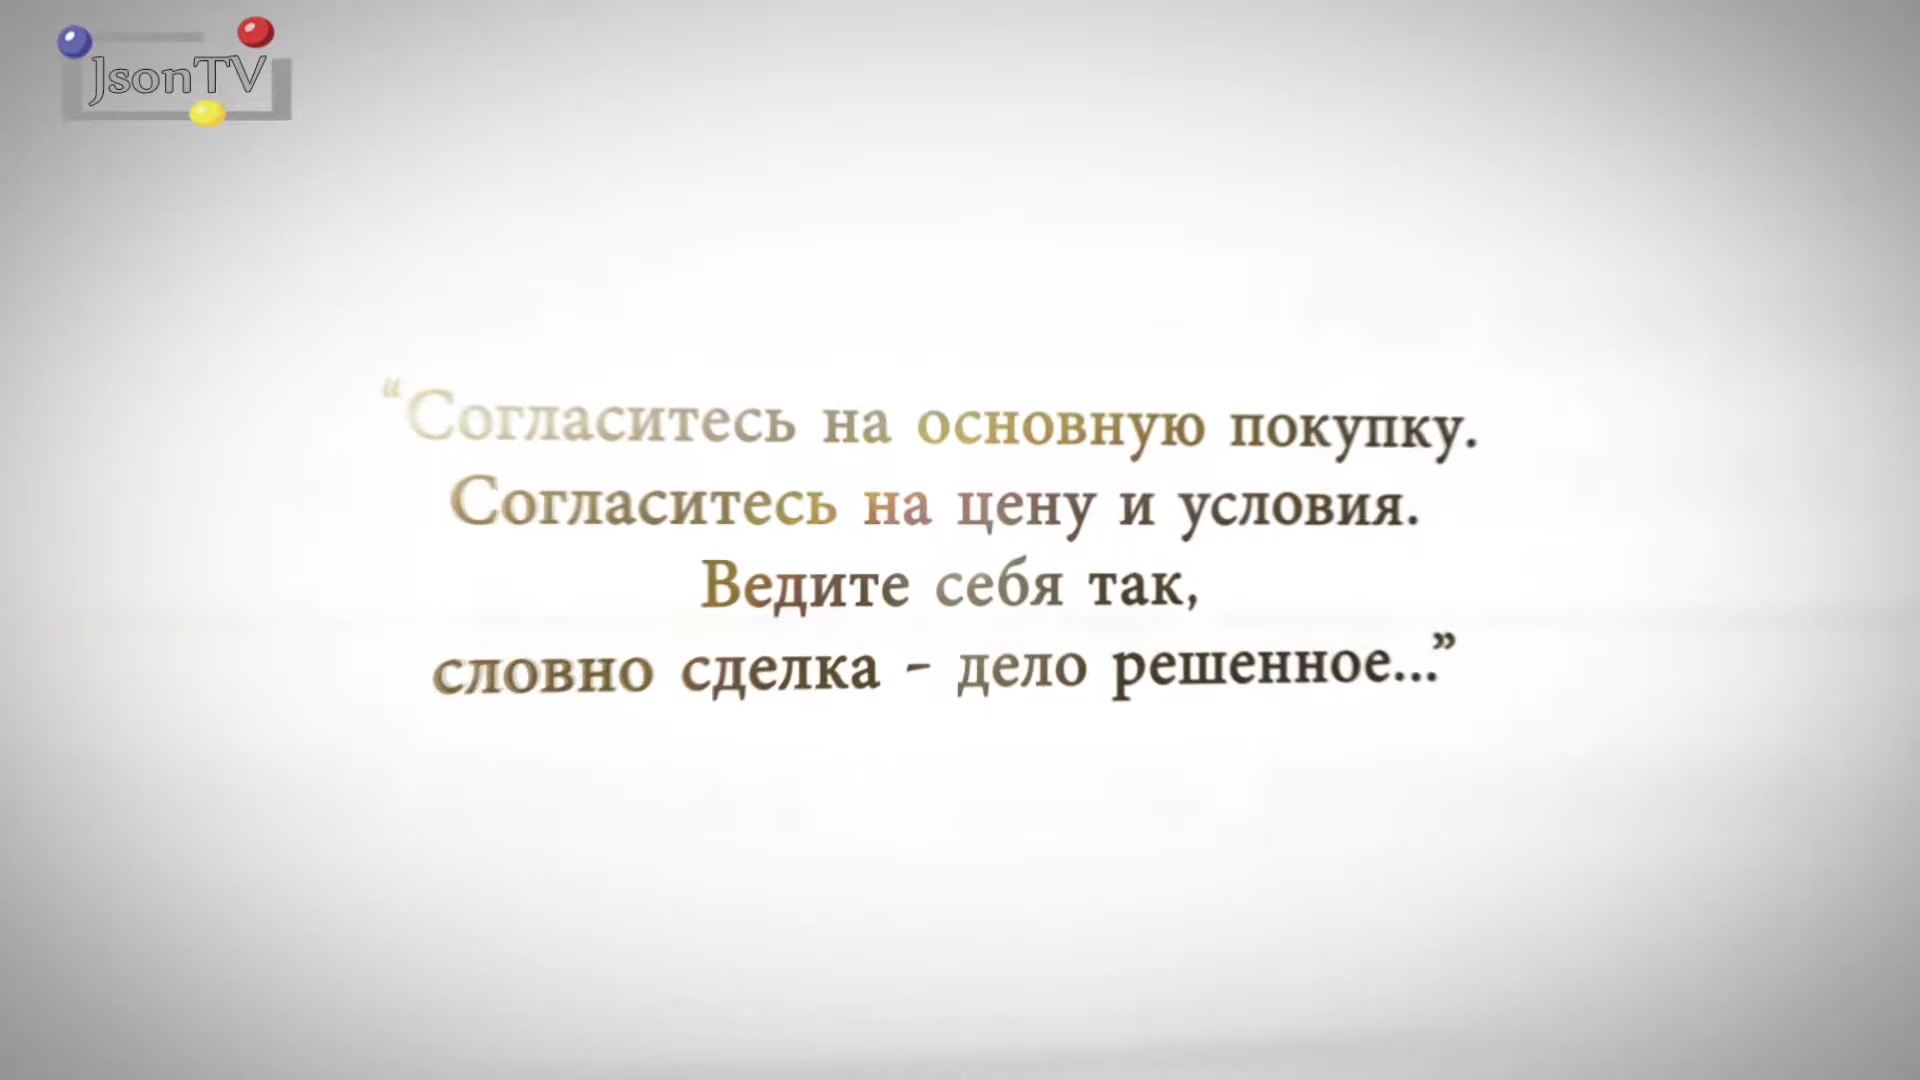 JsonTV
“Согласитесь на основную покупку.
Согласитесь на цену и условия.
Ведите себя так,
словно сделка - дело решенное...”